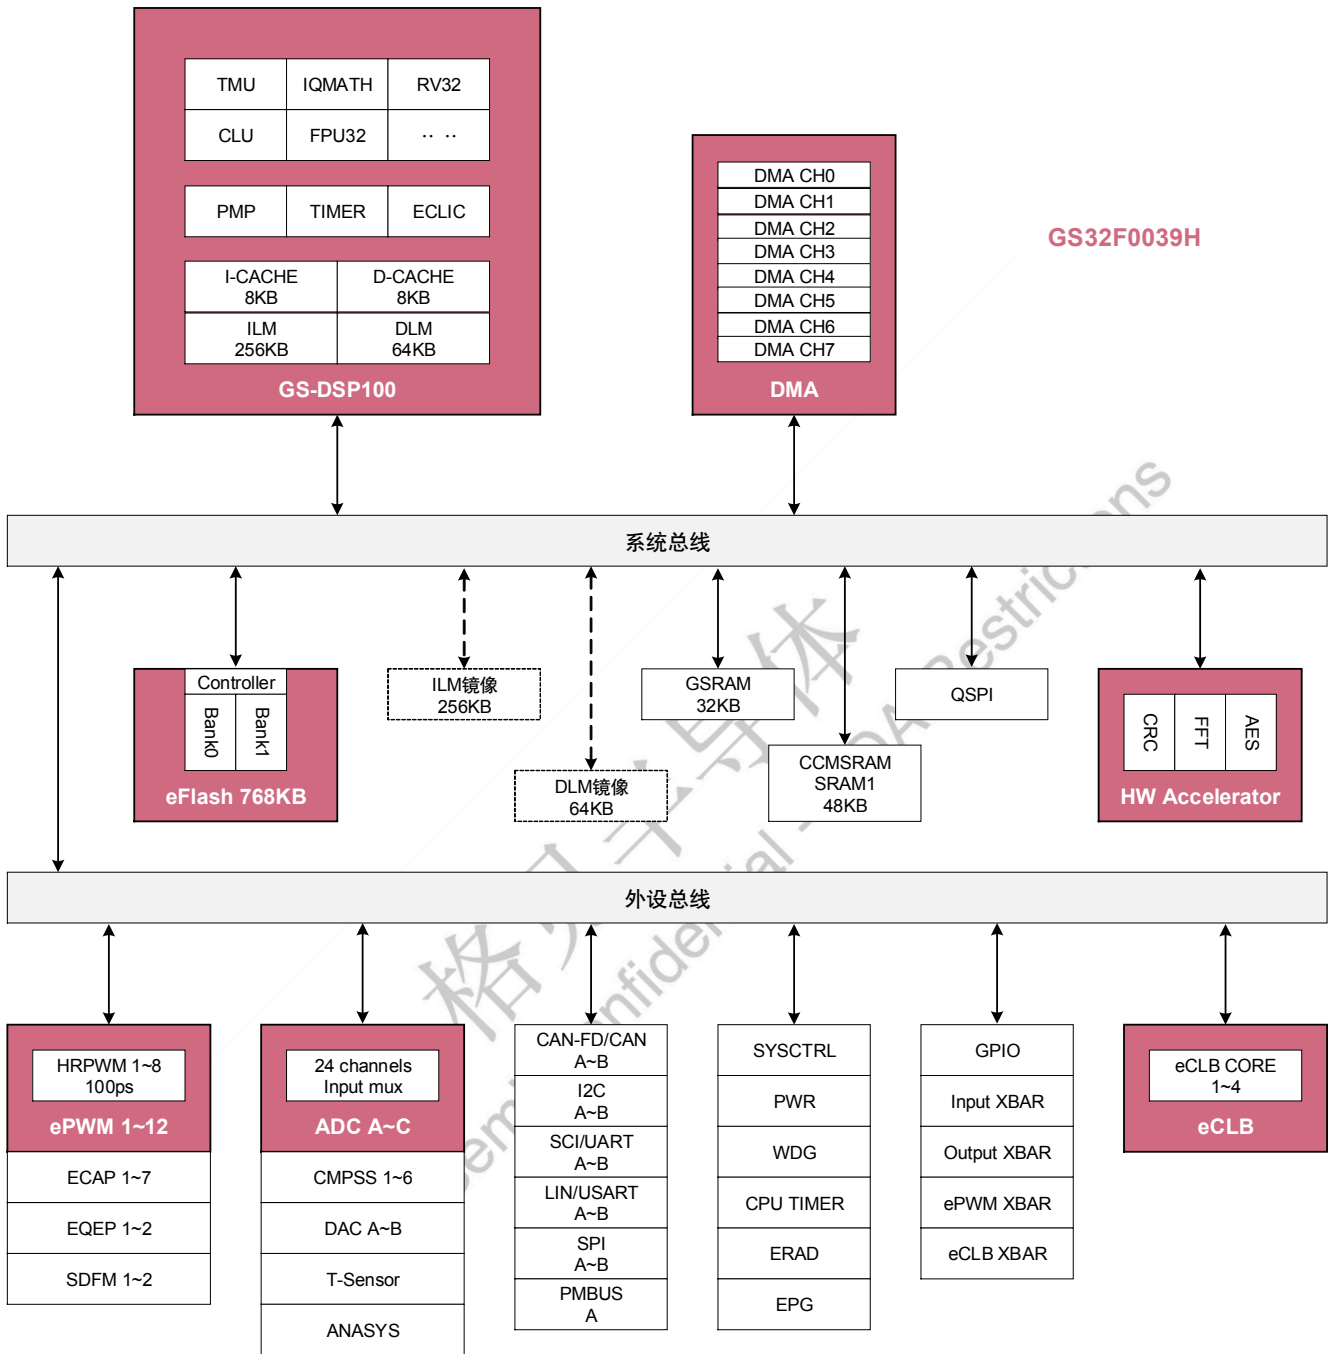 TMU
IQMATH
RV32
CLU
FPU32
·· ··
PMP
TIMER
ECLIC
I-CACHE
8KB
D-CACHE
8KB
ILM
256KB
DLM
64KB
GS-DSP100
DMA CH0
DMA CH1
DMA CH2
DMA CH3
DMA CH4
DMA CH5
DMA CH6
DMA CH7
DMA
GS32F0039H
系统总线
Controller
Bank0
Bank1
eFlash 768KB
ILM镜像
256KB
DLM镜像
64KB
GSRAM
32KB
CCMSRAM
SRAM1
48KB
QSPI
CRC
FFT
AES
HW Accelerator
外设总线
HRPWM 1~8
100ps
ePWM 1~12
ECAP 1~7
EQEP 1~2
SDFM 1~2
24 channels
Input mux
ADC A~C
CMPSS 1~6
DAC A~B
T-Sensor
ANASYS
CAN-FD/CAN
A~B
I2C
A~B
SCI/UART
A~B
LIN/USART
A~B
SPI
A~B
PMBUS
A
SYSCTRL
PWR
WDG
CPU TIMER
ERAD
EPG
GPIO
Input XBAR
Output XBAR
ePWM XBAR
eCLB XBAR
eCLB CORE
1~4
eCLB